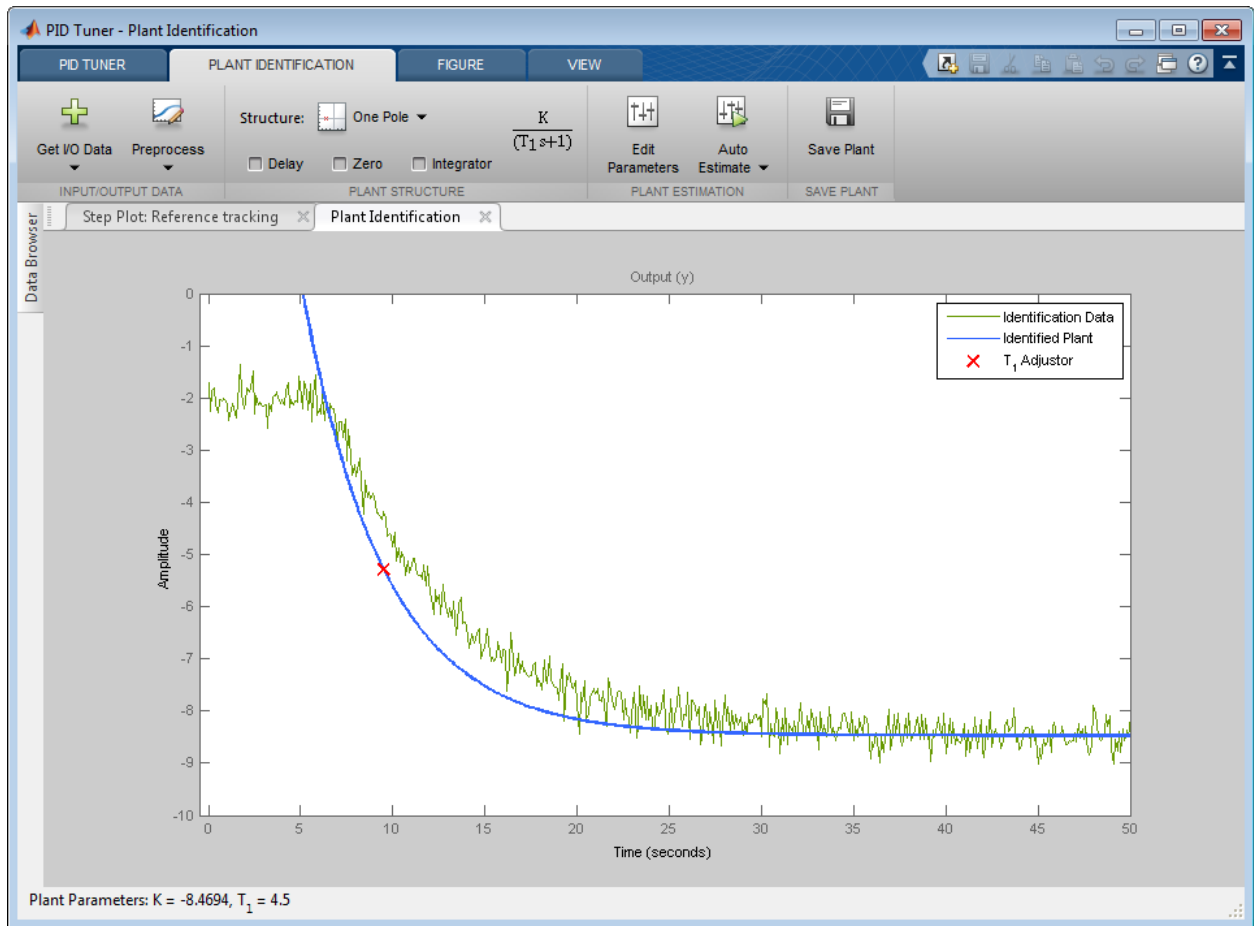 PID Tuner - Plant Identification
PID TUNER
PLANT IDENTIFICATION
FIGURE
VIEW
Get I/O Data
Preprocess
Structure:
One Pole
Delay
Zero
Integrator
K
(T1s+1)
Edit
Parameters
Auto
Estimate
Save Plant
INPUT/OUTPUT DATA
PLANT STRUCTURE
PLANT ESTIMATION
SAVE PLANT
Data Browser
Step Plot: Reference tracking
Plant Identification
Output (y)
Identification Data
Identified Plant
T1 Adjustor
0
-1
-2
-3
-4
-5
-6
-7
-8
-9
-10
Amplitude
0 5 10 15 20 25 30 35 40 45 50
Time (seconds)
Plant Parameters: K = -8.4694, T1 = 4.5